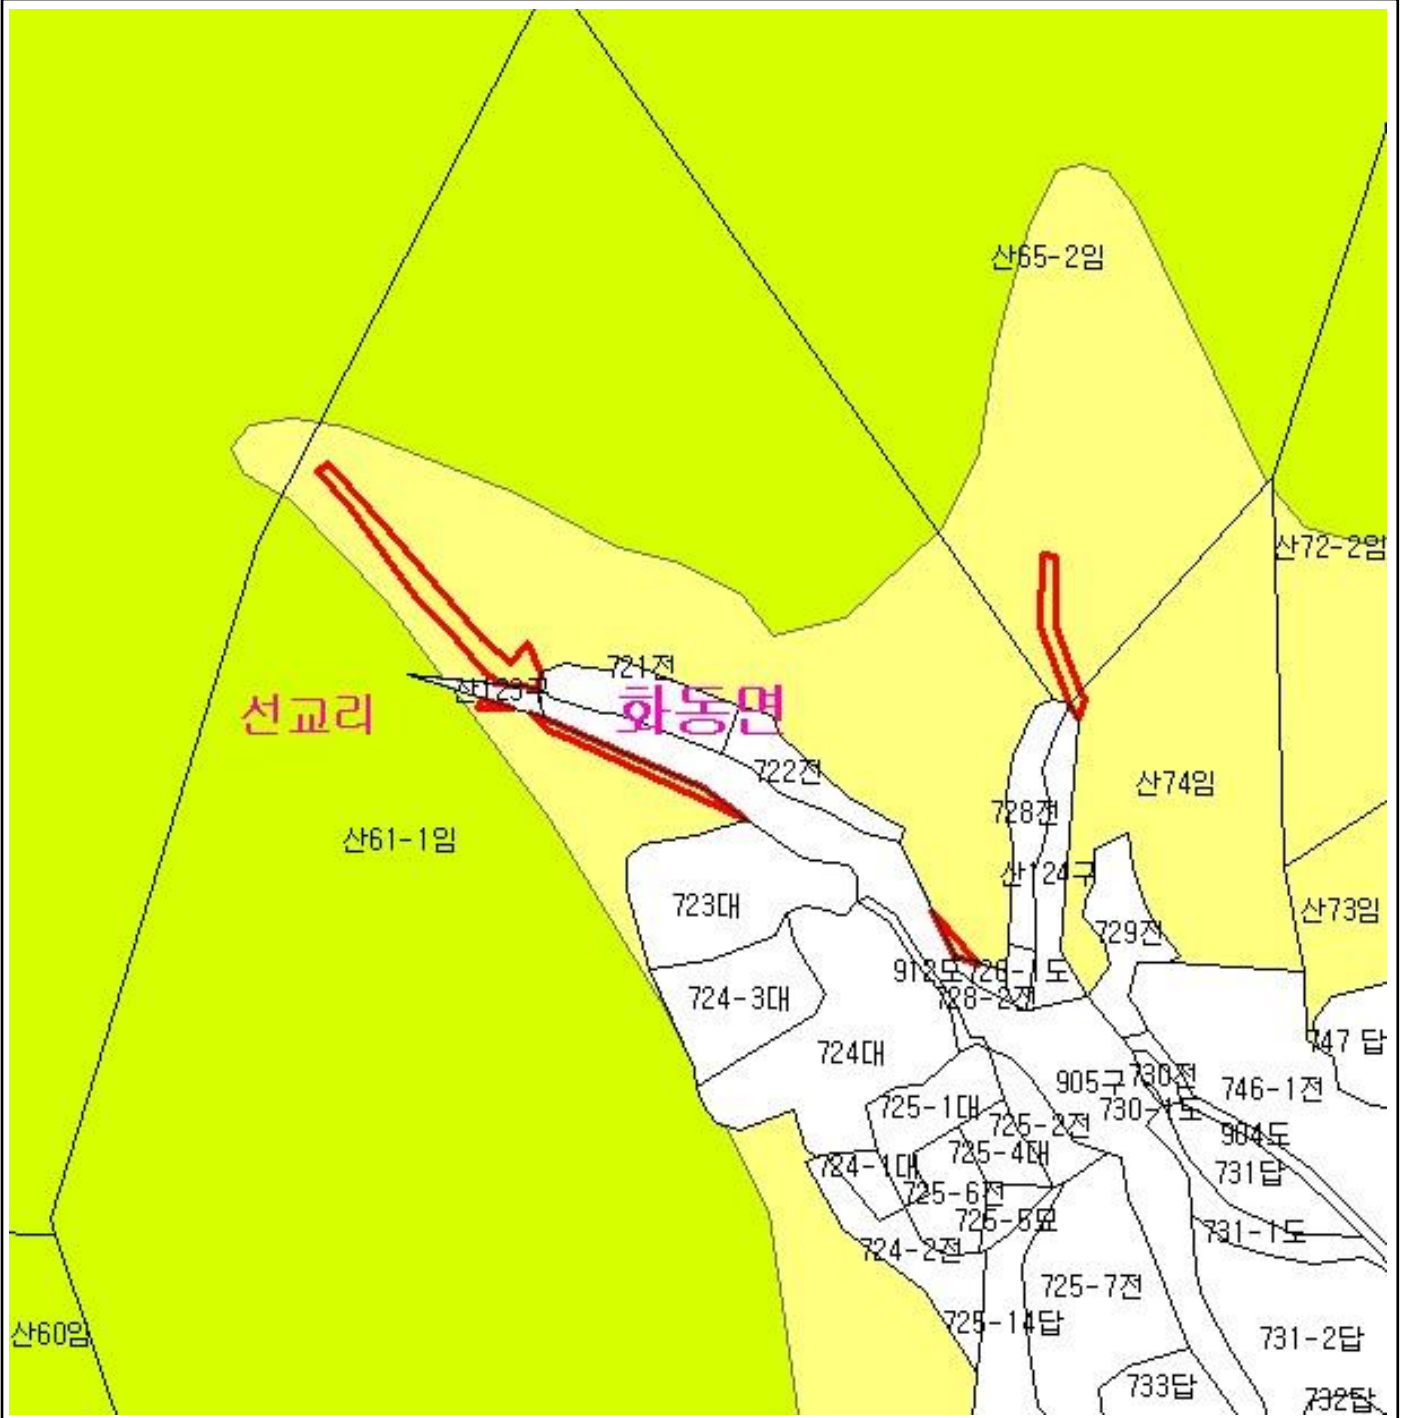 산65-2임
산72-2임
721전
산123구
선교리
화동면
722전
산74임
728전
산61-1임
산124구
723대
산73임
729전
912도
728-1도
724-3대
728-2전
747 답
724대
905구
730전
746-1전
725-1대
730-1도
725-2전
904도
725-4대
724-1대
731답
725-6전
725-5묘
731-1도
724-2전
725-7전
725-14답
산60임
731-2답
733답
732답